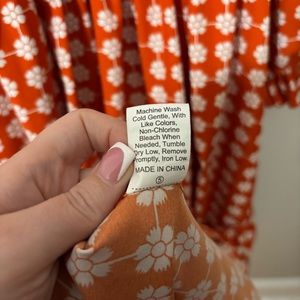 Machine Wash
Cold Gentle, With
Like Colors,
Non-Chlorine
Bleach When
Needed, Tumble
Dry Low, Remove
Promptly, Iron Low.
MADE IN CHINA
S